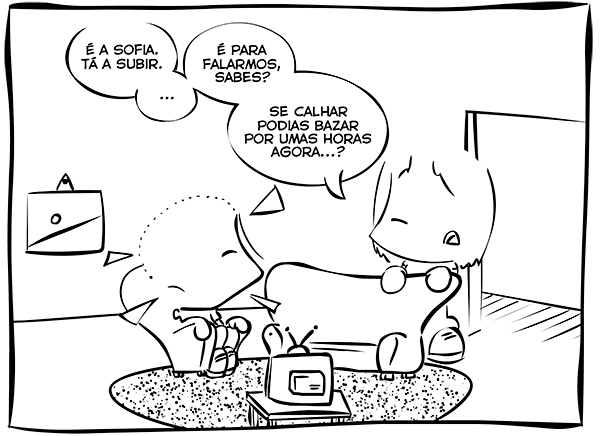 É A SOFIA.
TÁ A SUBIR.
...
É PARA
FALARMOS,
SABES?
SE CALHAR
PODIAS BAZAR
POR UMAS HORAS
AGORA...?